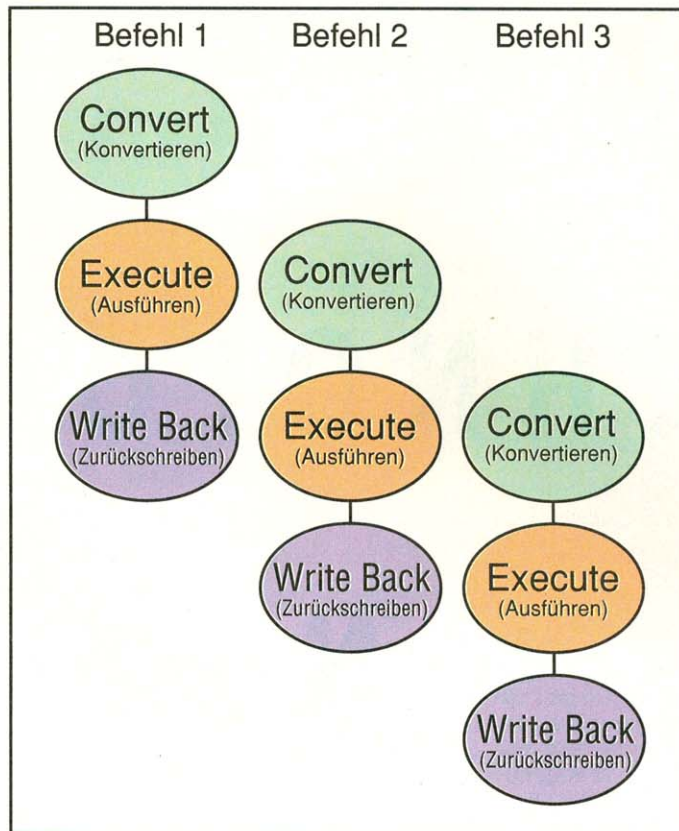 Befehl 1 Befehl 2 Befehl 3
Convert
(Konvertieren)
Execute
(Ausführen)
Write Back
(Zurückschreiben)
Convert
(Konvertieren)
Execute
(Ausführen)
Write Back
(Zurückschreiben)
Convert
(Konvertieren)
Execute
(Ausführen)
Write Back
(Zurückschreiben)